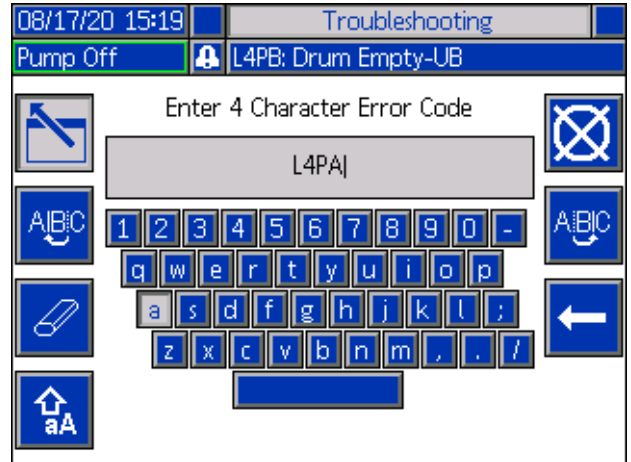 08/17/20 15:19 Troubleshooting
Pump Off L4PB: Drum Empty-UB
Enter 4 Character Error Code
L4PA
ABC ABC
1 2 3 4 5 6 7 8 9 0 -
q w e r t y u i o p
a s d f g h j k l ;
z x c v b n m , . /
aA